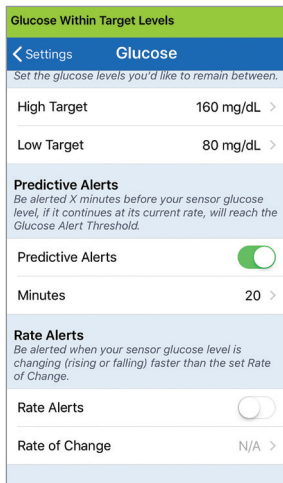 Glucose Within Target Levels
Settings
Glucose
Set the glucose levels you'd like to remain between.
High Target 160 mg/dL
Low Target 80 mg/dL
Predictive Alerts
Be alerted X minutes before your sensor glucose
level, if it continues at its current rate, will reach the
Glucose Alert Threshold.
Predictive Alerts
Minutes 20
Rate Alerts
Be alerted when your sensor glucose level is
changing (rising or falling) faster than the set Rate
of Change.
Rate Alerts
Rate of Change N/A